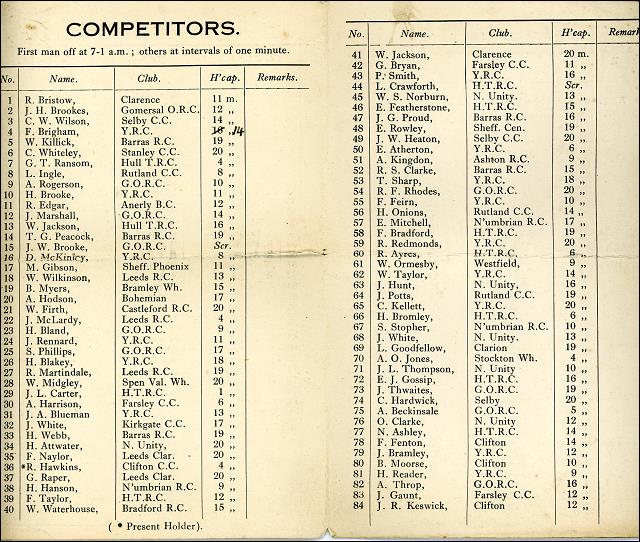 COMPETITORS.
First man off at 7-1 a.m. ; others at intervals of one minute.
No. Name. Club. H'cap. Remarks.
1 R. Bristow, Clarence 11 m.
2 J. H. Brookes, Gomersal O.R.C. 12 „
3 C. W. Wilson, Selby C.C. 14 „
4 F. Brigham, Y.R.C. 16 „ 14
5 W. Killick, Barras R.C. 19 „
6 C. Whiteley, Stanley C.C. 20 „
7 G. T. Ransom, Hull T.R.C. 4 „
8 L. Ingle, Rutland C.C. 8 „
9 A. Rogerson, G.O.R.C. 10 „
10 H. Brooke, Y.R.C. 11 „
11 R. Edgar, Anerly B.C. 12 „
12 J. Marshall, G.O.R.C. 14 „
13 W. Jackson, Hull T.R.C. 16 „
14 T. G. Peacock, Barras R.C. 19 „
15 J. W. Brooke, G.O.R.C. Scr.
16 D. McKinley, Y.R.C. 8 „
17 M. Gibson, Sheff. Phoenix 11 „
18 W. Wilkinson, Leeds R.C. 13 „
19 B. Myers, Bramley Wh. 15 „
20 A. Hodson, Bohemian 17 „
21 W. Firth, Castleford R.C. 20 „
22 J. McLardy, Leeds R.C. 4 „
23 H. Bland, G.O.R.C. 9 „
24 J. Rennard, Y.R.C. 11 „
25 S. Phillips, G.O.R.C. 17 „
26 H. Blakey, Y.R.C. 18 „
27 R. Martindale, Leeds R.C. 19 „
28 W. Midgley, Spen Val. Wh. 20 „
29 J. L. Carter, H.T.R.C. 1 „
30 A. Harrison, Farsley C.C. 6 „
31 J. A. Blueman Y.R.C. 13 „
32 J. White, Kirkgate C.C. 17 „
33 H. Webb, Barras R.C. 19 „
34 H. Attwater, N. Unity, 20 „
35 F. Naylor, Leeds Clar. 20 „
36 *R. Hawkins, Clifton C.C. 4 „
37 G. Raper, Leeds Clar. 20 „
38 H. Hanson, N'umbrian R.C. 9 „
39 F. Taylor, H.T.R.C. 12 „
40 W. Waterhouse, Bradford R.C. 15 „
( * Present Holder).
No. Name. Club. H'cap. Remarks
41 W. Jackson, Clarence 20 m.
42 G. Bryan, Farsley C.C. 11 „
43 P. Smith, Y.R.C. 16 „
44 L. Crawforth, H.T.R.C. Scr.
45 W. S. Norburn, N. Unity. 13 „
46 E. Featherstone, H.T.R.C. 15 „
47 J. G. Proud, Barras R.C. 16 „
48 E. Rowley, Sheff. Cen. 19 „
49 J. W. Heaton, Selby C.C. 20 „
50 E. Atherton, Y.R.C. 6 „
51 A. Kingdon, Ashton R.C. 9 „
52 R. S. Clarke, Barras R.C. 15 „
53 T. Sharp, Y.R.C. 18 „
54 R. F. Rhodes, G.O.R.C. 20 „
55 F. Feirn, Y.R.C. 10 „
56 H. Onions, Rutland C.C. 14 „
57 E. Mitchell, N'umbrian R.C. 17 „
58 F. Bradford, H.T.R.C. 19 „
59 R. Redmonds, Y.R.C. 20 „
60 R. Ayres, H.T.R.C. 6 „
61 W. Ormesby, Westfield, 9 „
62 W. Taylor, Y.R.C. 14 „
63 J. Hunt, N. Unity, 16 „
64 J. Potts, Rutland C.C. 19 „
65 C. Kellett, Y.R.C. 20 „
66 H. Bromley, H.T.R.C. 6 „
67 S. Stopher, N'umbrian R.C. 10 „
68 J. White, N. Unity. 13 „
69 L. Goodfellow, Clarion 19 „
70 A. O. Jones, Stockton Wh. 4 „
71 J. L. Thompson, N. Unity 10 „
72 E. J. Gossip, H.T.R.C. 16 „
73 J. Thwaites, G.O.R.C. 19 „
74 C. Hardwick, Selby 20 „
75 A. Beckinsale G.O.R.C. 5 „
76 O. Clarke, N. Unity 12 „
77 N. Ashley, H.T.R.C. 14 „
78 F. Fenton, Clifton 14 „
79 J. Bramley, Y.R.C. 12 „
80 B. Moorse, Clifton 10 „
81 H. Reader, Y.R.C. 9 „
82 A. Throp, G.O.R.C. 16 „
83 J. Gaunt, Farsley C.C. 12 „
84 J. R. Keswick, Clifton 12 „